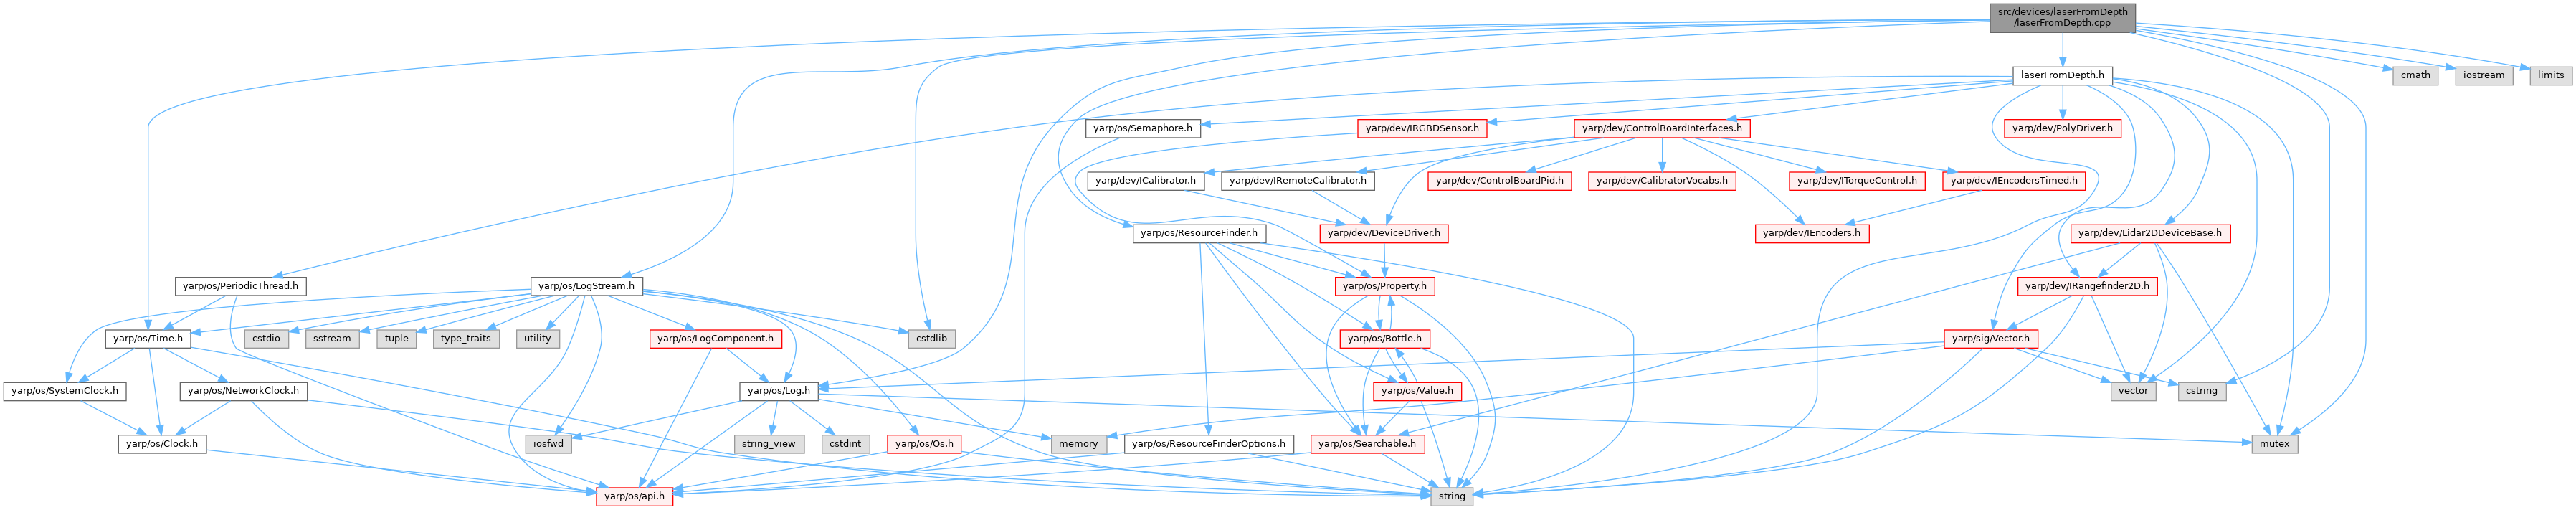 src/devices/laserFromDepth
/laserFromDepth.cpp
laserFromDepth.h
cmath
iostream
limits
yarp/os/Semaphore.h
yarp/dev/IRGBDSensor.h
yarp/dev/ControlBoardInterfaces.h
yarp/dev/PolyDriver.h
yarp/dev/ICalibrator.h
yarp/dev/IRemoteCalibrator.h
yarp/dev/ControlBoardPid.h
yarp/dev/CalibratorVocabs.h
yarp/dev/ITorqueControl.h
yarp/dev/IEncodersTimed.h
yarp/os/ResourceFinder.h
yarp/dev/DeviceDriver.h
yarp/dev/IEncoders.h
yarp/dev/Lidar2DDeviceBase.h
yarp/os/PeriodicThread.h
yarp/os/LogStream.h
yarp/os/Property.h
yarp/dev/IRangefinder2D.h
yarp/os/Time.h
cstdio
sstream
tuple
type_traits
utility
yarp/os/LogComponent.h
cstdlib
yarp/os/Bottle.h
yarp/sig/Vector.h
yarp/os/SystemClock.h
yarp/os/NetworkClock.h
yarp/os/Log.h
yarp/os/Value.h
vector
cstring
yarp/os/Clock.h
iosfwd
string_view
cstdint
yarp/os/Os.h
memory
yarp/os/ResourceFinderOptions.h
yarp/os/Searchable.h
mutex
yarp/os/api.h
string